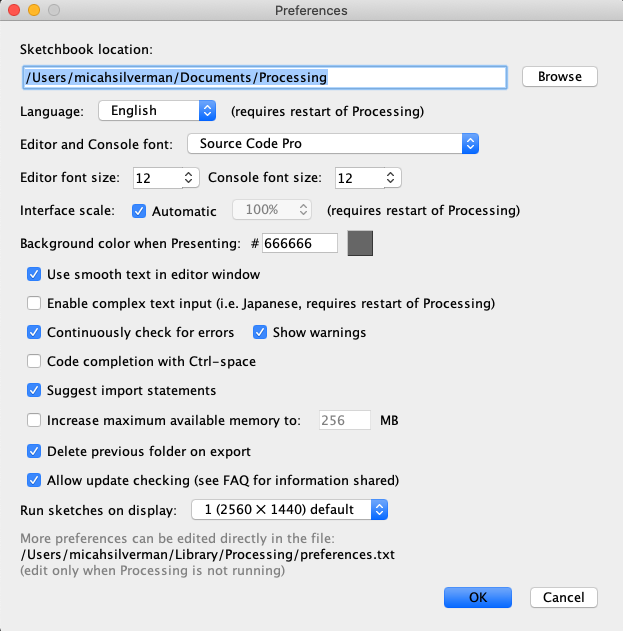 Preferences
Sketchbook location:
/Users/micahsilverman/Documents/Processing Browse
Language: English (requires restart of Processing)
Editor and Console font: Source Code Pro
Editor font size: 12 Console font size: 12
Interface scale: Automatic 100% (requires restart of Processing)
Background color when Presenting: # 666666
Use smooth text in editor window
Enable complex text input (i.e. Japanese, requires restart of Processing)
Continuously check for errors Show warnings
Code completion with Ctrl-space
Suggest import statements
Increase maximum available memory to: 256 MB
Delete previous folder on export
Allow update checking (see FAQ for information shared)
Run sketches on display: 1 (2560 × 1440) default
More preferences can be edited directly in the file:
/Users/micahsilverman/Library/Processing/preferences.txt
(edit only when Processing is not running)
OK Cancel